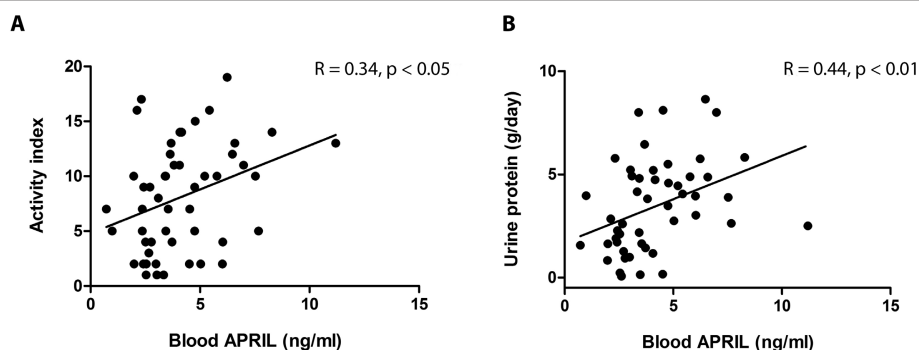 A
R = 0.34, p < 0.05
20
15
10
5
0
0 5 10 15
Activity index
Blood APRIL (ng/ml)
B
R = 0.44, p < 0.01
10
5
0
0 5 10 15
Urine protein (g/day)
Blood APRIL (ng/ml)